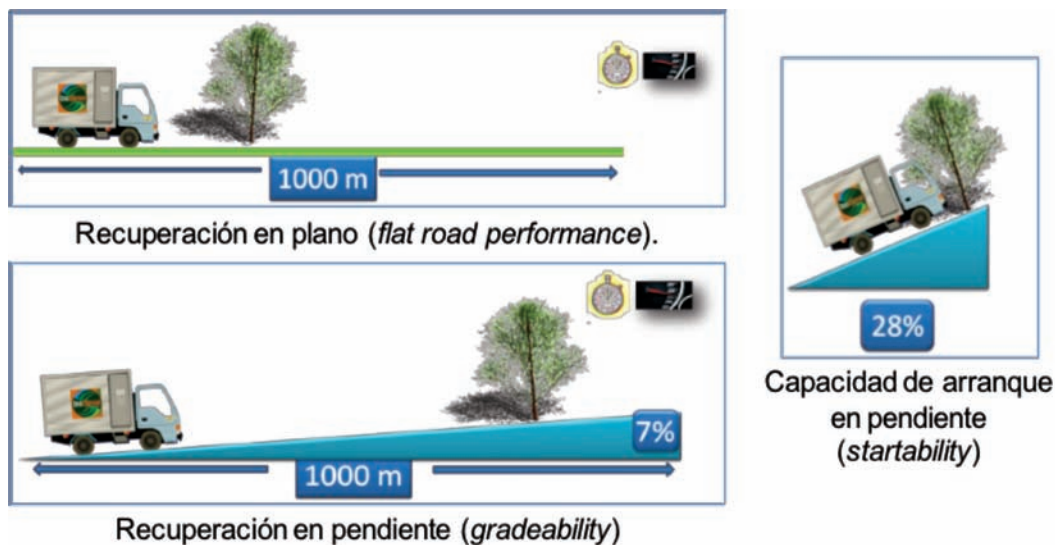 1000 m
Recuperación en plano (flat road performance).
7%
1000 m
Recuperación en pendiente (gradeability)
28%
Capacidad de arranque
en pendiente
(startability)